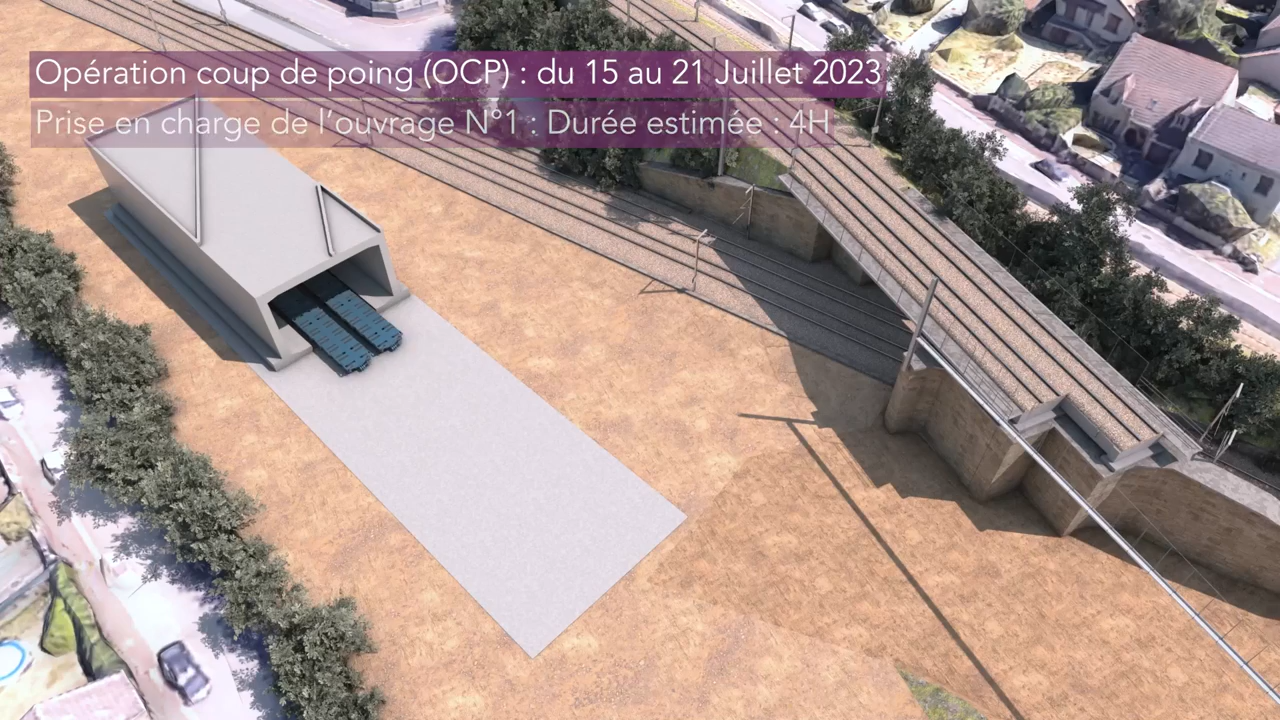 Opération coup de poing (OCP) : du 15 au 21 Juillet 2023
Prise en charge de l'ouvrage N°1 : Durée estimée : 4H